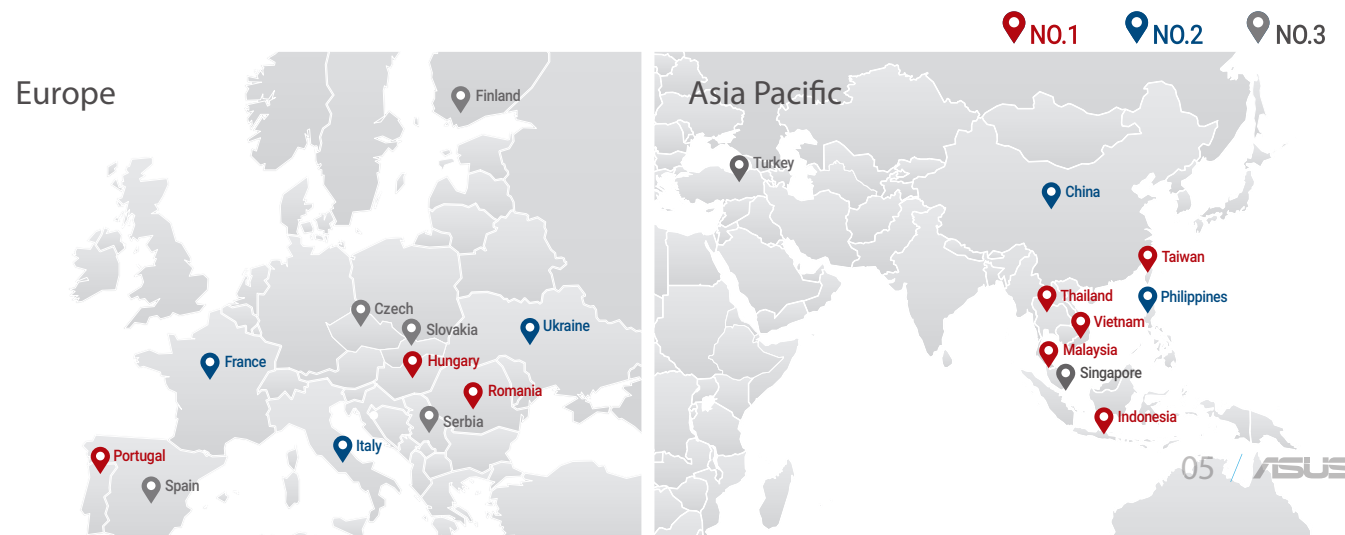 NO.1 NO.2 NO.3
Europe
Finland
Czech
Slovakia
Ukraine
France
Hungary
Romania
Serbia
Italy
Portugal
Spain
Asia Pacific
Turkey
China
Taiwan
Thailand
Philippines
Vietnam
Malaysia
Singapore
Indonesia
05 / ASUS